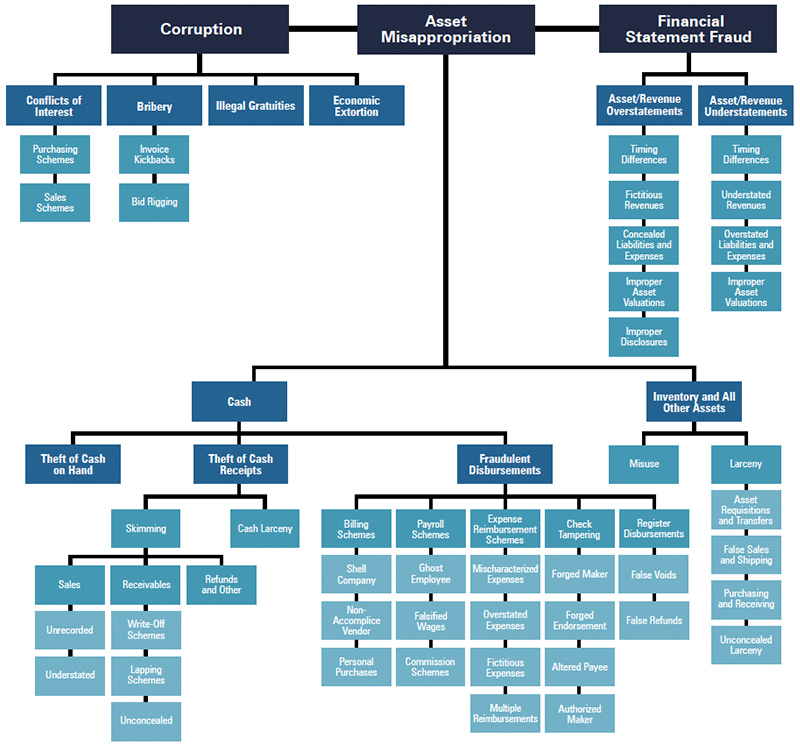 Corruption
Asset
Misappropriation
Financial
Statement Fraud
Conflicts of
Interest
Bribery
Illegal Gratuities
Economic
Extortion
Asset/Revenue
Overstatements
Asset/Revenue
Understatements
Purchasing
Schemes
Invoice
Kickbacks
Timing
Differences
Timing
Differences
Sales
Schemes
Bid Rigging
Fictitious
Revenues
Understated
Revenues
Concealed
Liabilities and
Expenses
Overstated
Liabilities and
Expenses
Improper
Asset
Valuations
Improper
Asset
Valuations
Improper
Disclosures
Cash
Inventory and All
Other Assets
Theft of Cash
on Hand
Theft of Cash
Receipts
Fraudulent
Disbursements
Misuse
Larceny
Skimming
Cash Larceny
Billing
Schemes
Payroll
Schemes
Expense
Reimbursement
Schemes
Check
Tampering
Register
Disbursements
Asset
Requisitions
and Transfers
Sales
Receivables
Refunds
and Other
Shell
Company
Ghost
Employee
Mischaracterized
Expenses
Forged Maker
False Voids
False Sales
and Shipping
Unrecorded
Write-Off
Schemes
Non-
Accomplice
Vendor
Falsified
Wages
Overstated
Expenses
Forged
Endorsement
False Refunds
Purchasing
and Receiving
Understated
Lapping
Schemes
Personal
Purchases
Commission
Schemes
Fictitious
Expenses
Altered Payee
Unconcealed
Larceny
Unconcealed
Multiple
Reimbursements
Authorized
Maker